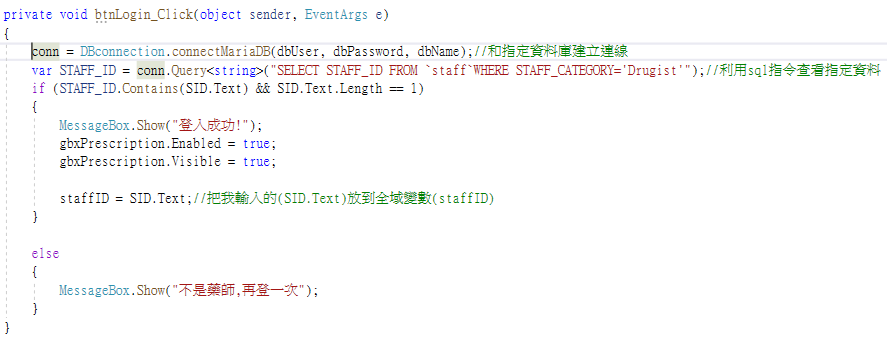 private void btnLogin_Click(object sender, EventArgs e)
{
conn = DBconnection.connectMariaDB(dbUser, dbPassword, dbName);//和指定資料庫建立連線
var STAFF_ID = conn.Query<string>("SELECT STAFF_ID FROM `staff`WHERE STAFF_CATEGORY='Drugist'");//利用sql指令查看指定資料
if (STAFF_ID.Contains(SID.Text) && SID.Text.Length == 1)
{
MessageBox.Show("登入成功!");
gbxPrescription.Enabled = true;
gbxPrescription.Visible = true;
staffID = SID.Text;//把我輸入的(SID.Text)放到全域變數(staffID)
}
else
{
MessageBox.Show("不是藥師,再登一次");
}
}